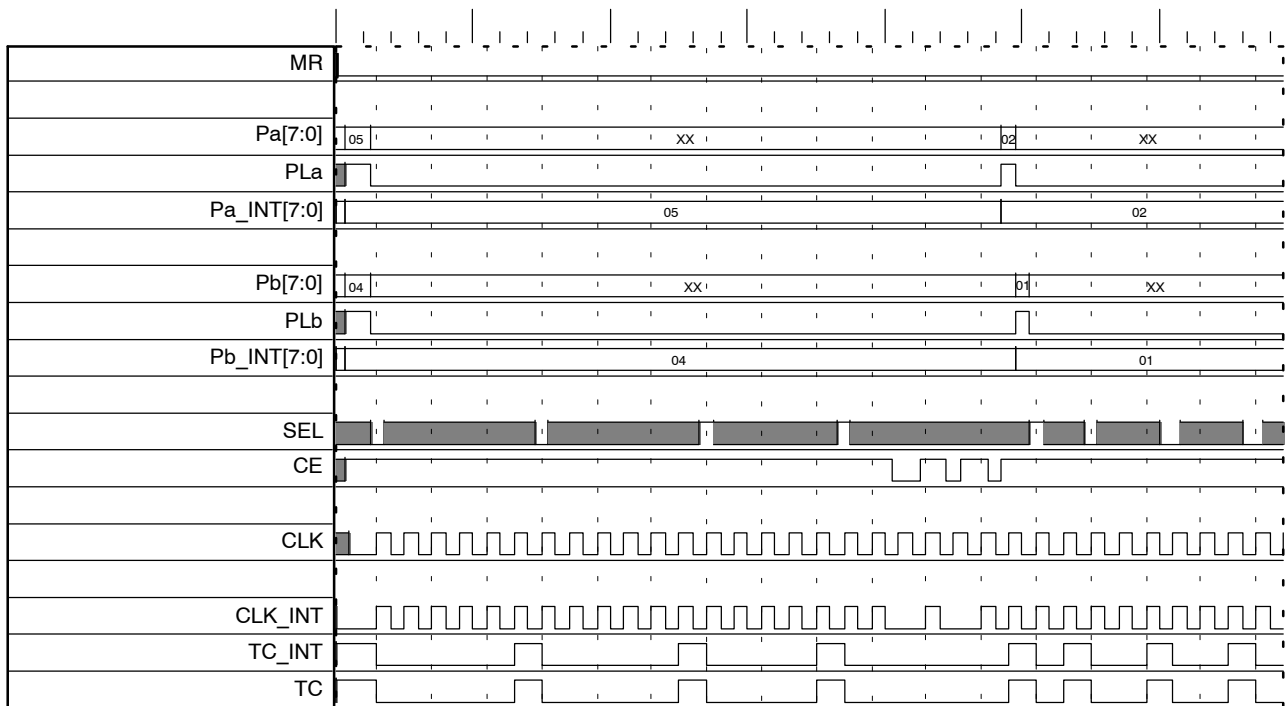 MR
Pa[7:0] 05 XX 02 XX
PLa
Pa_INT[7:0] 05 02
Pb[7:0] 04 XX 01 XX
PLb
Pb_INT[7:0] 04 01
SEL
CE
CLK
CLK_INT
TC_INT
TC